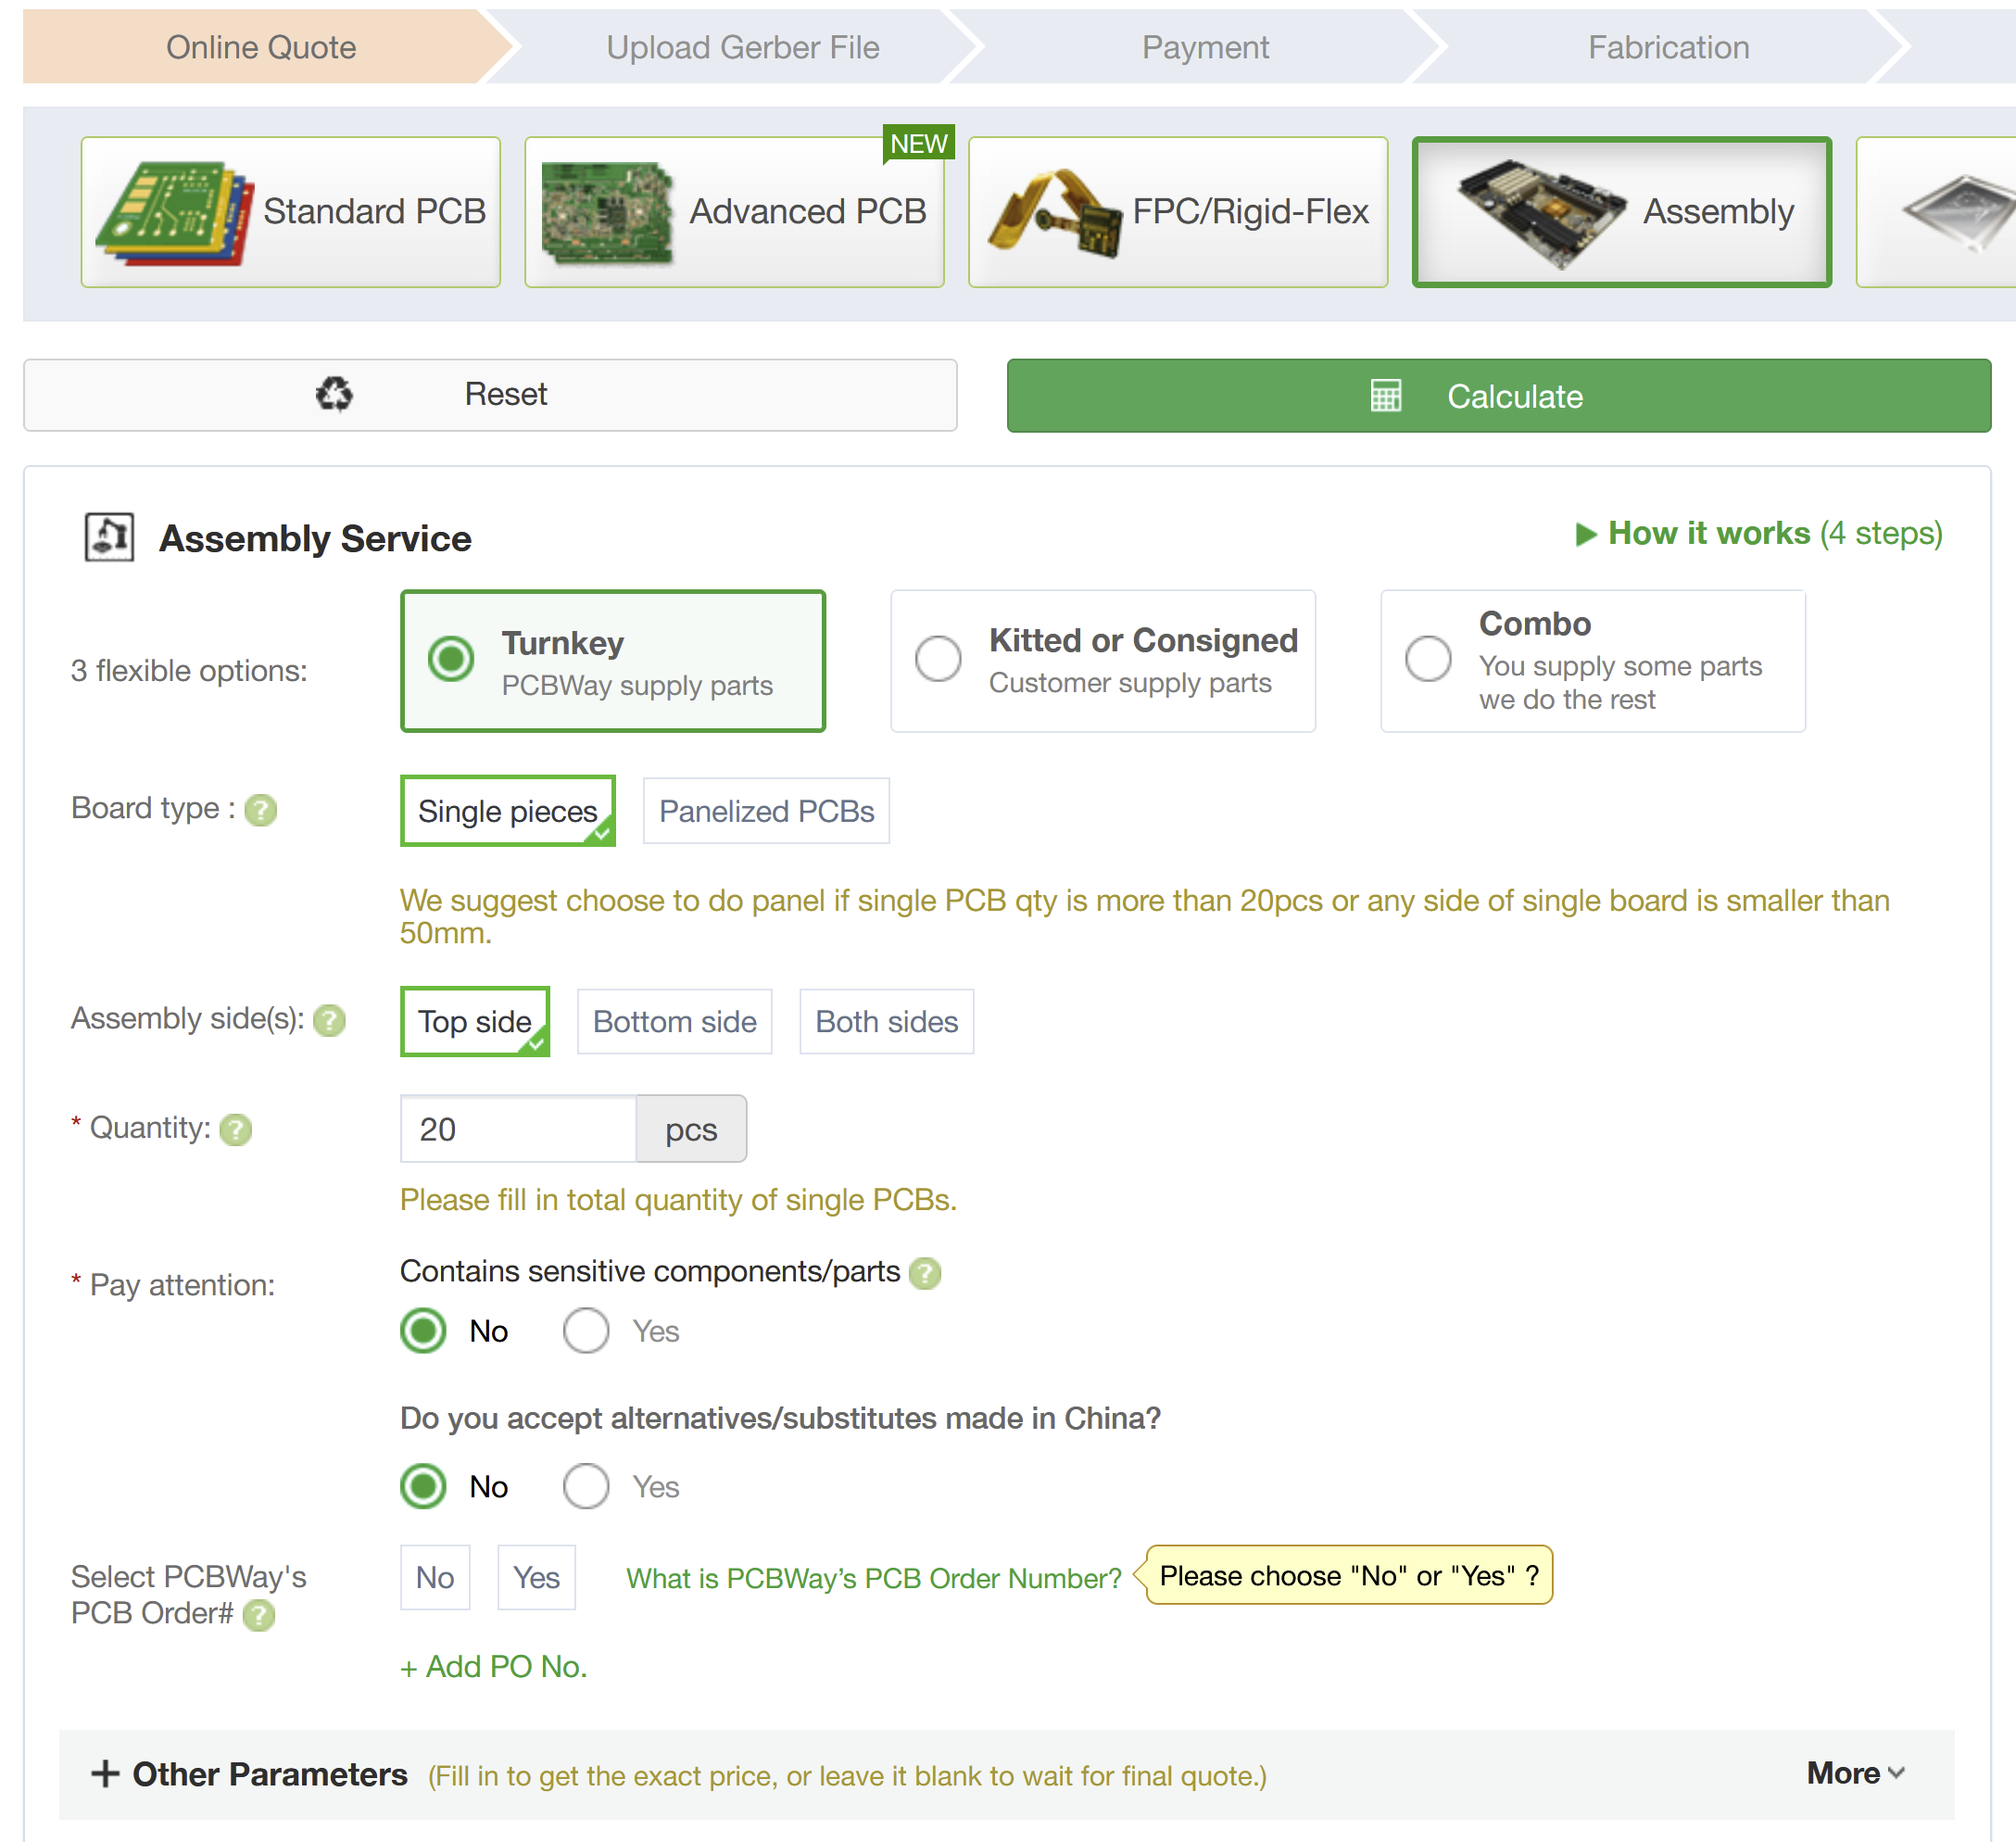 Online Quote
Upload Gerber File
Payment
Fabrication
Standard PCB
NEW
Advanced PCB
FPC/Rigid-Flex
Assembly
Reset
Calculate
Assembly Service
How it works (4 steps)
3 flexible options:
Turnkey
PCBWay supply parts
Kitted or Consigned
Customer supply parts
Combo
You supply some parts
we do the rest
Board type : ?
Single pieces
Panelized PCBs
We suggest choose to do panel if single PCB qty is more than 20pcs or any side of single board is smaller than
50mm.
Assembly side(s): ?
Top side
Bottom side
Both sides
* Quantity: ?
20
pcs
Please fill in total quantity of single PCBs.
* Pay attention:
Contains sensitive components/parts ?
No
Yes
Do you accept alternatives/substitutes made in China?
No
Yes
Select PCBWay's
PCB Order# ?
No
Yes
What is PCBWay’s PCB Order Number?
Please choose "No" or "Yes" ?
+ Add PO No.
+ Other Parameters (Fill in to get the exact price, or leave it blank to wait for final quote.)
More